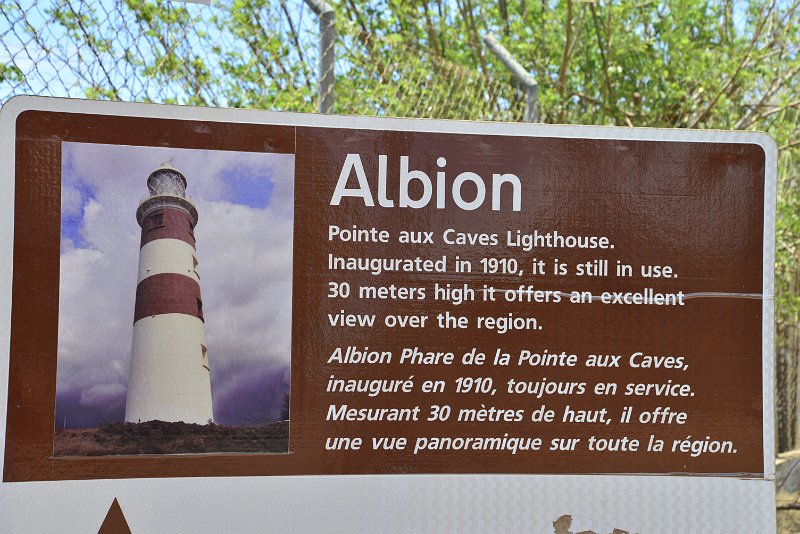 Albion
Pointe aux Caves Lighthouse.
Inaugurated in 1910, it is still in use.
30 meters high it offers an excellent
view over the region.
Albion Phare de la Pointe aux Caves,
inauguré en 1910, toujours en service.
Mesurant 30 mètres de haut, il offre
une vue panoramique sur toute la région.